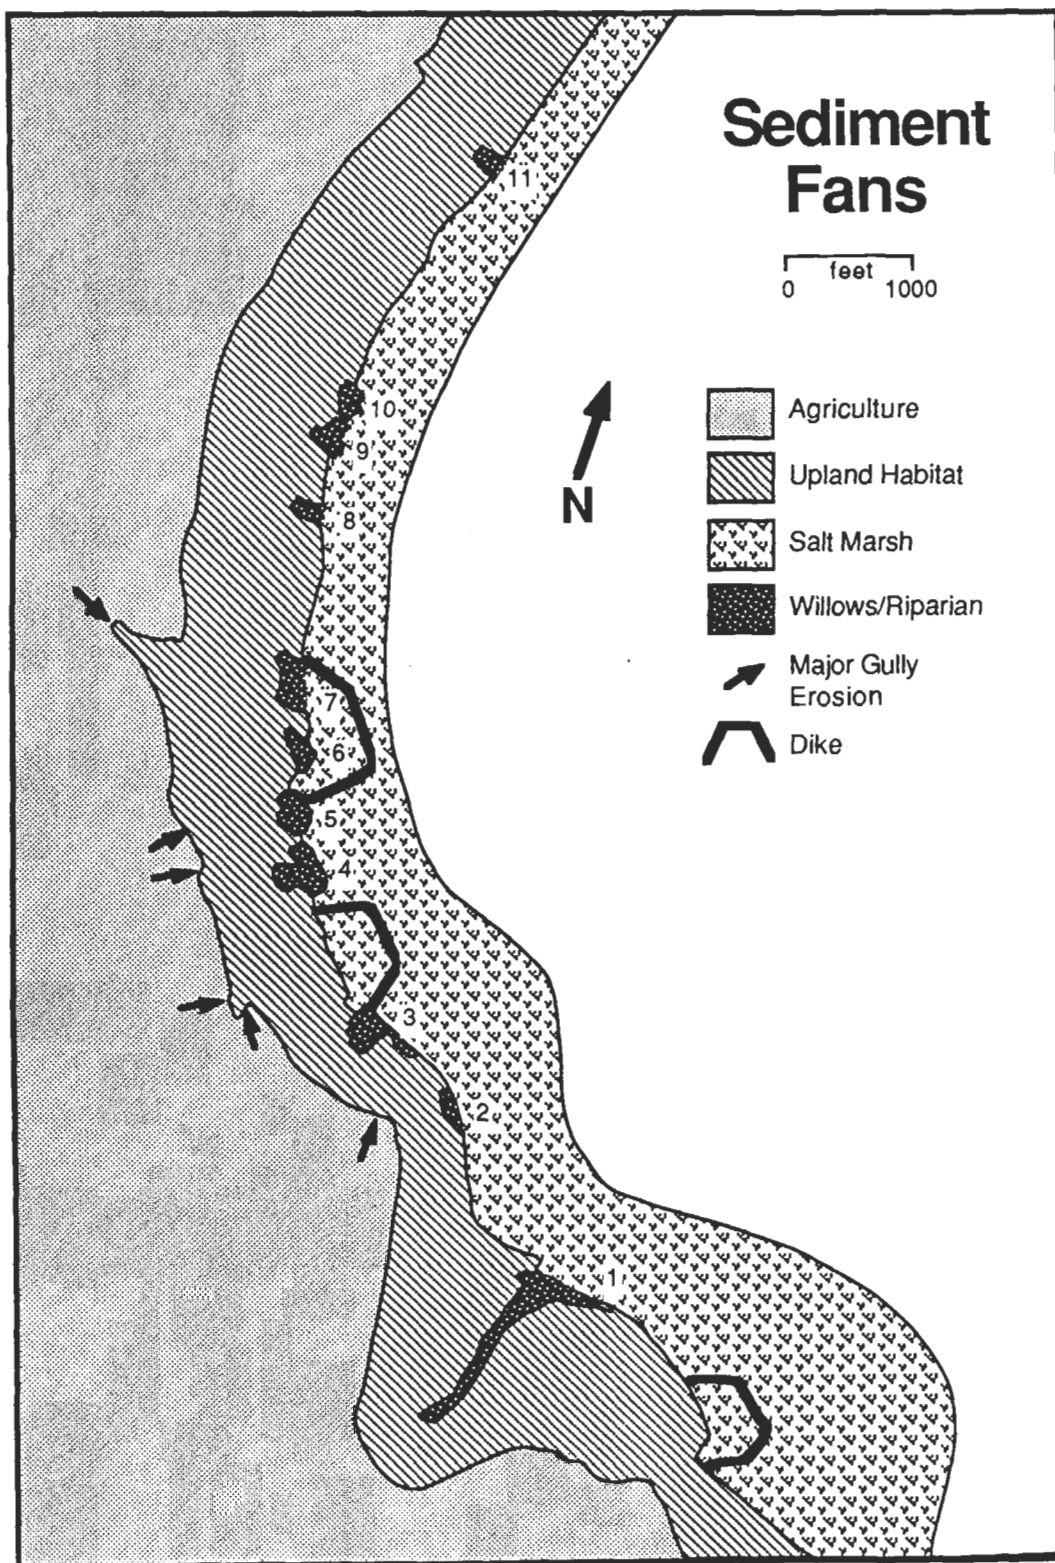 Sediment
Fans
feet
0 1000
N
Agriculture
Upland Habitat
Salt Marsh
Willows/Riparian
Major Gully
Erosion
Dike
11
10
9
8
7
6
5
4
3
2
1